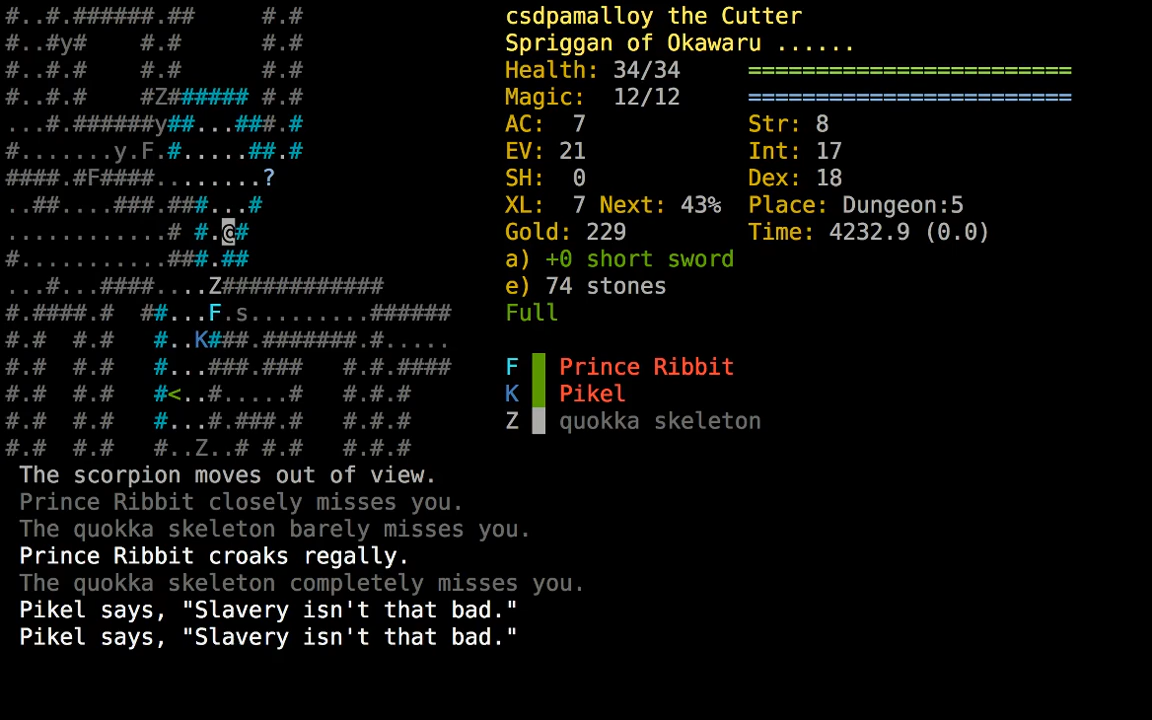 #..#.######.##     #.#
#..#y#    #.#      #.#
#..#.#    #.#      #.#
#..#.#    #Z###### #.#
...#.######y##...###.#
#.......y.F.#.....##.#
####.#F####........?
..##....###.###...#
............# #.@#
#...........###.##
...#...####....Z############
#.####.#  ##...F.s.........######
#.#  #.#   #..K###.#######.#.....
#.#  #.#   #...###.###   #.#.####
#.#  #.#   #<..#.....#   #.#.#
#.#  #.#   #...#.###.#   #.#.#
#.#  #.#   #..Z..# #.#   #.#.#
csdpamalloy the Cutter
Spriggan of Okawaru ......
Health: 34/34 ========================
Magic:  12/12 ========================
AC:  7 Str: 8
EV: 21 Int: 17
SH:  0 Dex: 18
XL:  7 Next: 43% Place: Dungeon:5
Gold: 229 Time: 4232.9 (0.0)
a) +0 short sword
e) 74 stones
Full
F Prince Ribbit
K Pikel
Z quokka skeleton
The scorpion moves out of view.
Prince Ribbit closely misses you.
The quokka skeleton barely misses you.
Prince Ribbit croaks regally.
The quokka skeleton completely misses you.
Pikel says, "Slavery isn't that bad."
Pikel says, "Slavery isn't that bad."